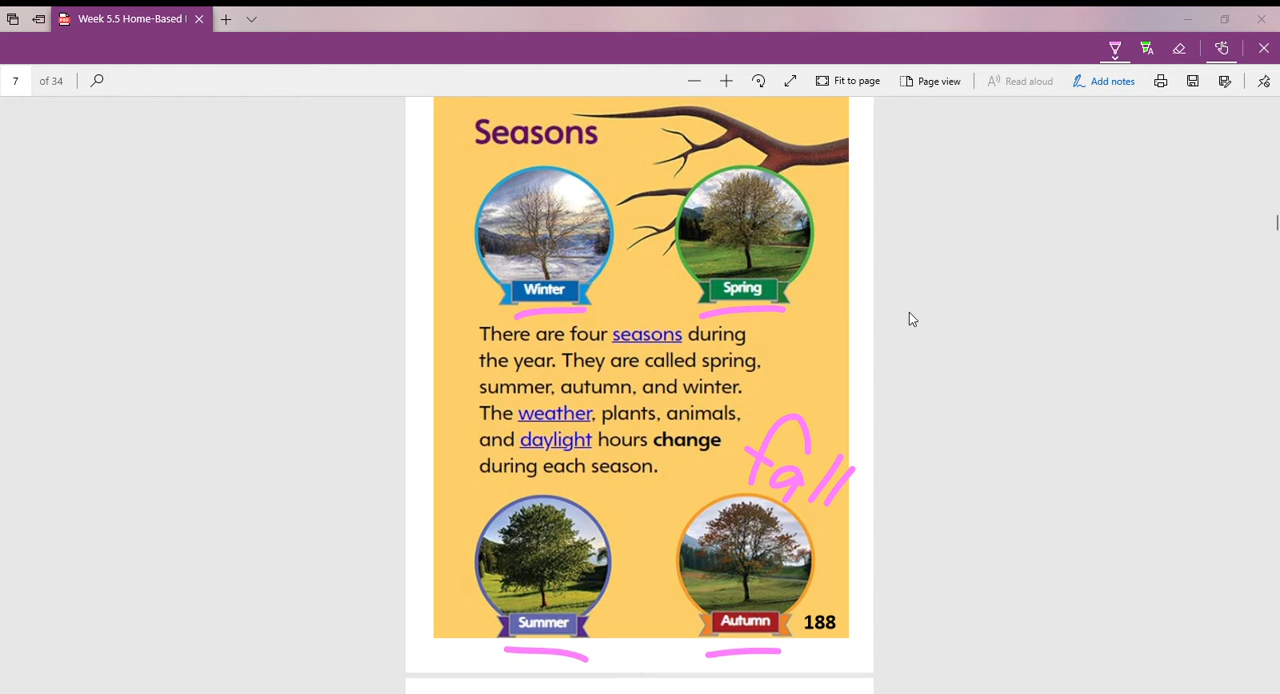 Week 5.5 Home-Based I
7 of 34 Fit to page Page view Read aloud Add notes
Seasons
Winter Spring
There are four seasons during
the year. They are called spring,
summer, autumn, and winter.
The weather, plants, animals,
and daylight hours change
during each season.
fall
Summer Autumn 188